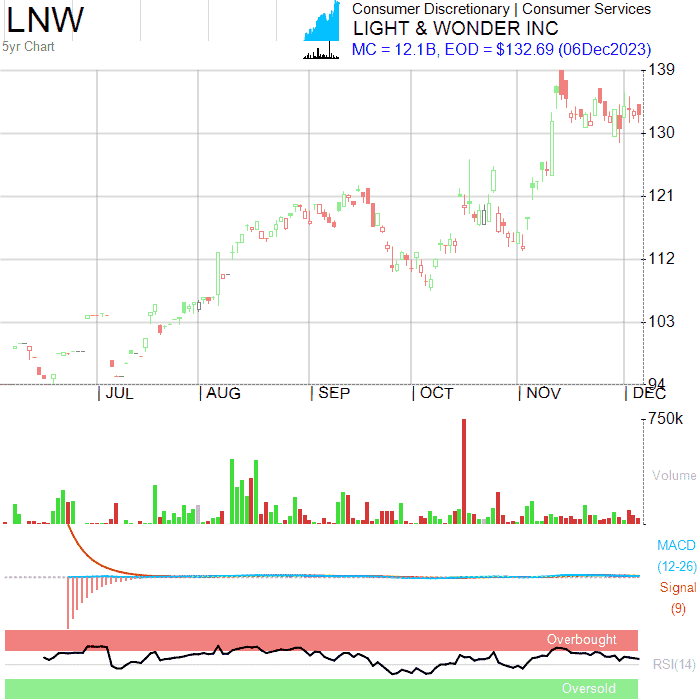 LNW
5yr Chart
Consumer Discretionary | Consumer Services
LIGHT & WONDER INC
MC = 12.1B, EOD = $132.69 (06Dec2023)
139
130
121
112
103
94
JUL AUG SEP OCT NOV DEC
750k
Volume
MACD
(12-26)
Signal
(9)
Overbought
RSI(14)
Oversold